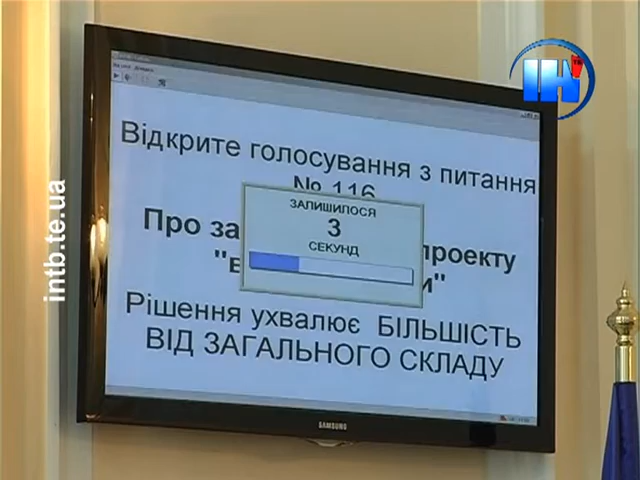 ІНТБ
Відкрите голосування з питання
№ 116
ЗАЛИШИЛОСЯ
3
СЕКУНД
Про за проекту
"в и"
Рішення ухвалює БІЛЬШІСТЬ
ВІД ЗАГАЛЬНОГО СКЛАДУ
SAMSUNG
intb.te.ua